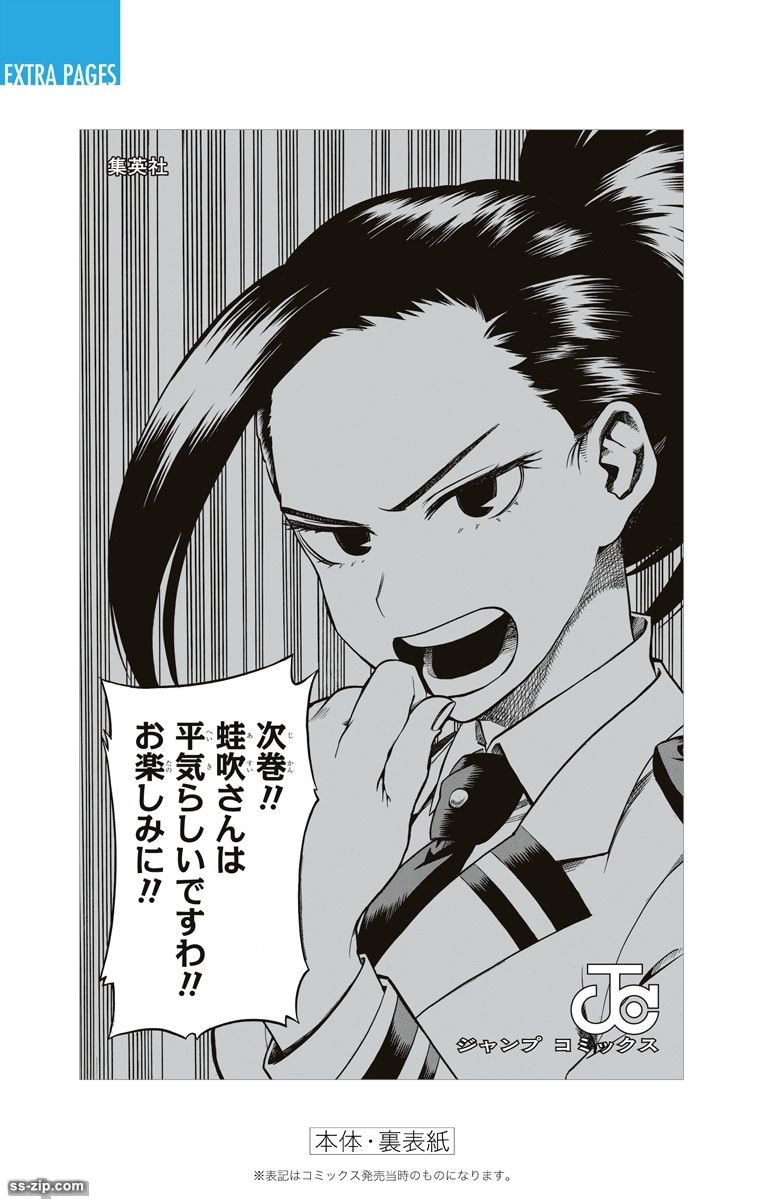 EXTRA PAGES
集英社
次巻!!
蛙吹さんは
平気らしいですわ!!
お楽しみに!!
ジャンプ コミックス
本体・裏表紙
※表記はコミックス発売当時のものになります。
ss-zip.com